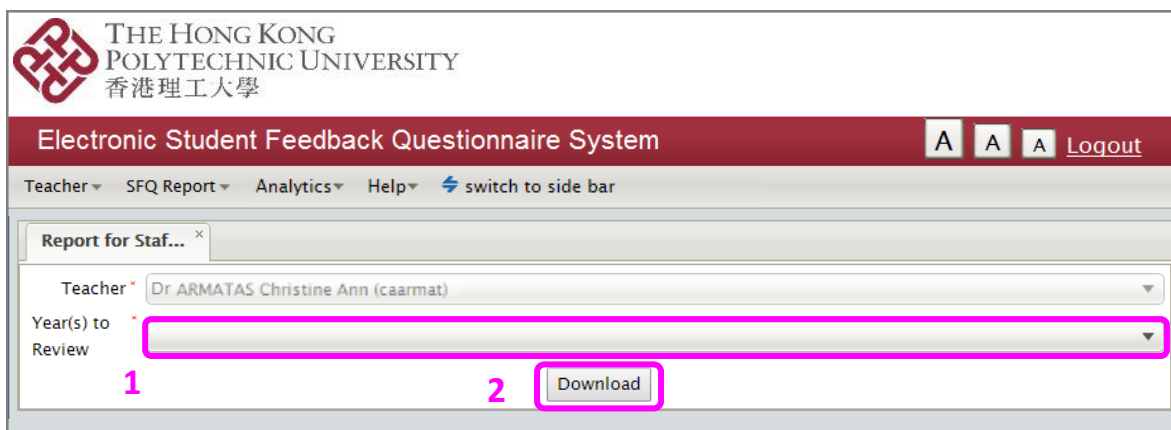 THE HONG KONG
POLYTECHNIC UNIVERSITY
香港理工大學
Electronic Student Feedback Questionnaire System A A A Logout
Teacher SFQ Report Analytics Help switch to side bar
Report for Staf... ×
Teacher * Dr ARMATAS Christine Ann (caarmat)
Year(s) to *
Review
1 2 Download